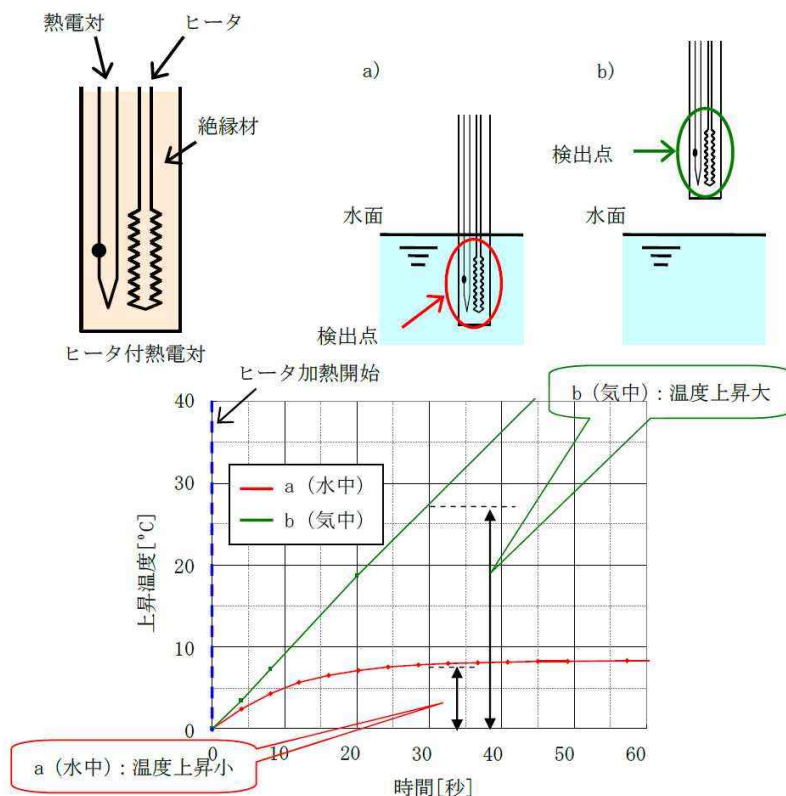 熱電対
ヒータ
絶縁材
ヒータ付熱電対
a)
水面
検出点
b)
検出点
水面
ヒータ加熱開始
b（気中）：温度上昇大
40
30
20
10
0
上昇温度[°C]
a（水中）
b（気中）
a（水中）：温度上昇小
0
10
20
30
40
50
60
時間[秒]